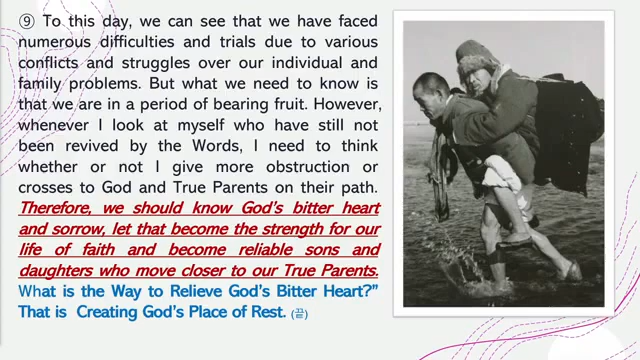 ⑨ To this day, we can see that we have faced
numerous difficulties and trials due to various
conflicts and struggles over our individual and
family problems. But what we need to know is
that we are in a period of bearing fruit. However,
whenever I look at myself who have still not
been revived by the Words, I need to think
whether or not I give more obstruction or
crosses to God and True Parents on their path.
Therefore, we should know God's bitter heart
and sorrow, let that become the strength for our
life of faith and become reliable sons and
daughters who move closer to our True Parents.
What is the Way to Relieve God's Bitter Heart?"
That is Creating God's Place of Rest. (끝)